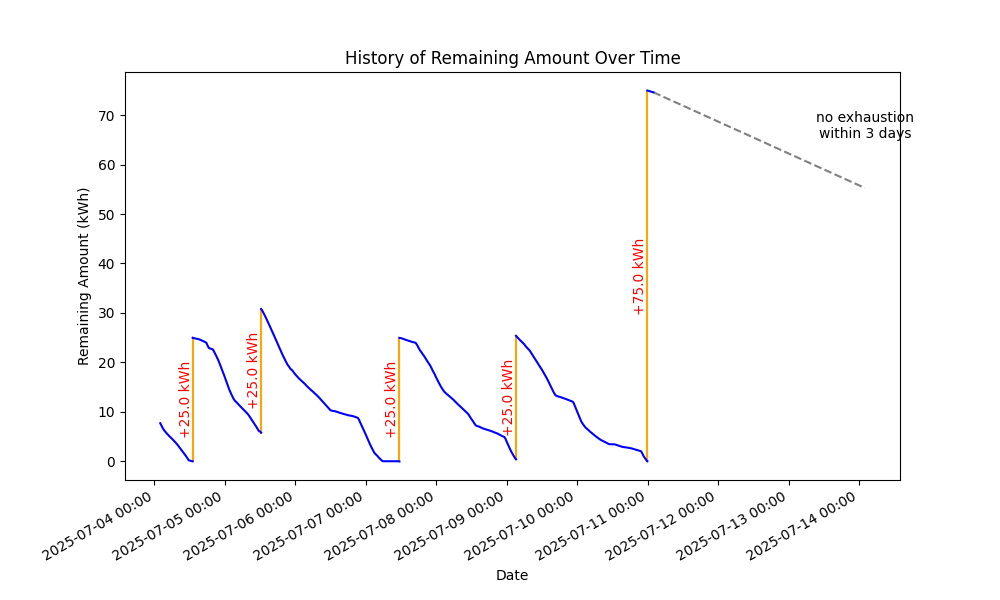 History of Remaining Amount Over Time
Remaining Amount (kWh)
70
60
50
40
30
20
10
0
+25.0 kWh
+25.0 kWh
+25.0 kWh
+25.0 kWh
+75.0 kWh
no exhaustion
within 3 days
2025-07-04 00:00
2025-07-05 00:00
2025-07-06 00:00
2025-07-07 00:00
2025-07-08 00:00
2025-07-09 00:00
2025-07-10 00:00
2025-07-11 00:00
2025-07-12 00:00
2025-07-13 00:00
2025-07-14 00:00
Date